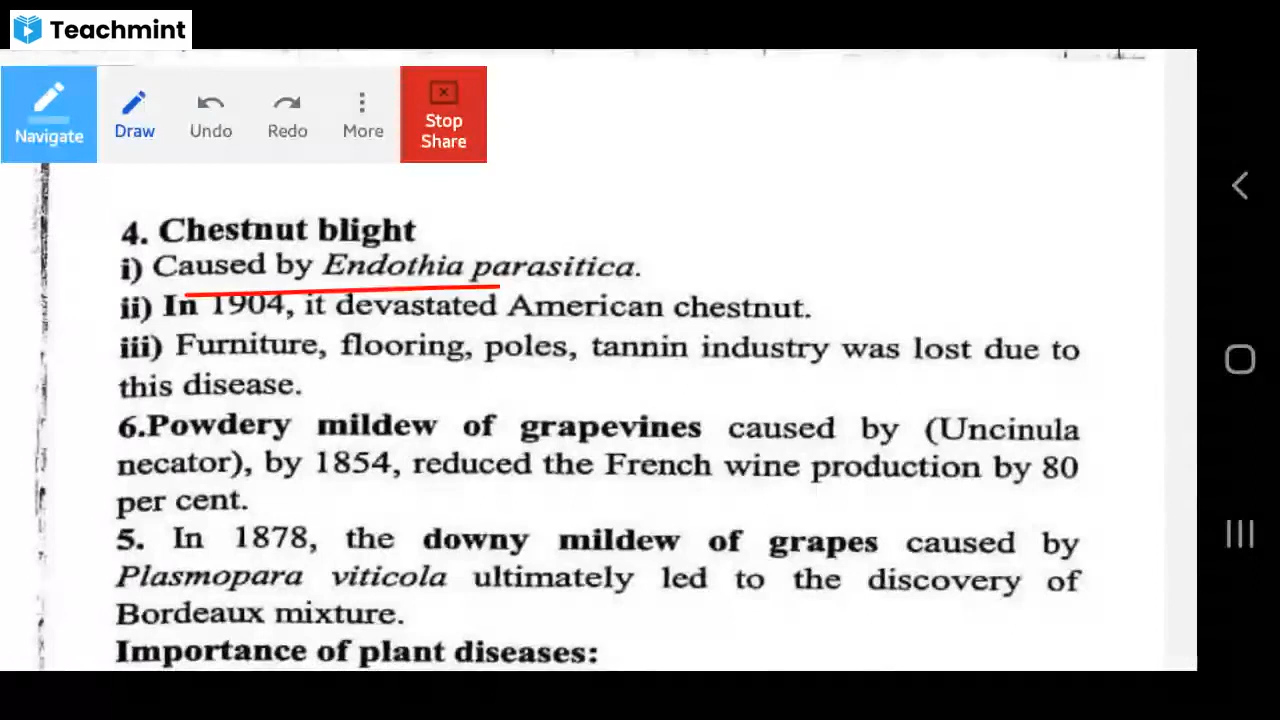 Teachmint
Navigate
Draw
Undo
Redo
More
Stop
Share
4. Chestnut blight
i) Caused by Endothia parasitica.
ii) In 1904, it devastated American chestnut.
iii) Furniture, flooring, poles, tannin industry was lost due to
this disease.
6.Powdery mildew of grapevines caused by (Uncinula
necator), by 1854, reduced the French wine production by 80
per cent.
5. In 1878, the downy mildew of grapes caused by
Plasmopara viticola ultimately led to the discovery of
Bordeaux mixture.
Importance of plant diseases: